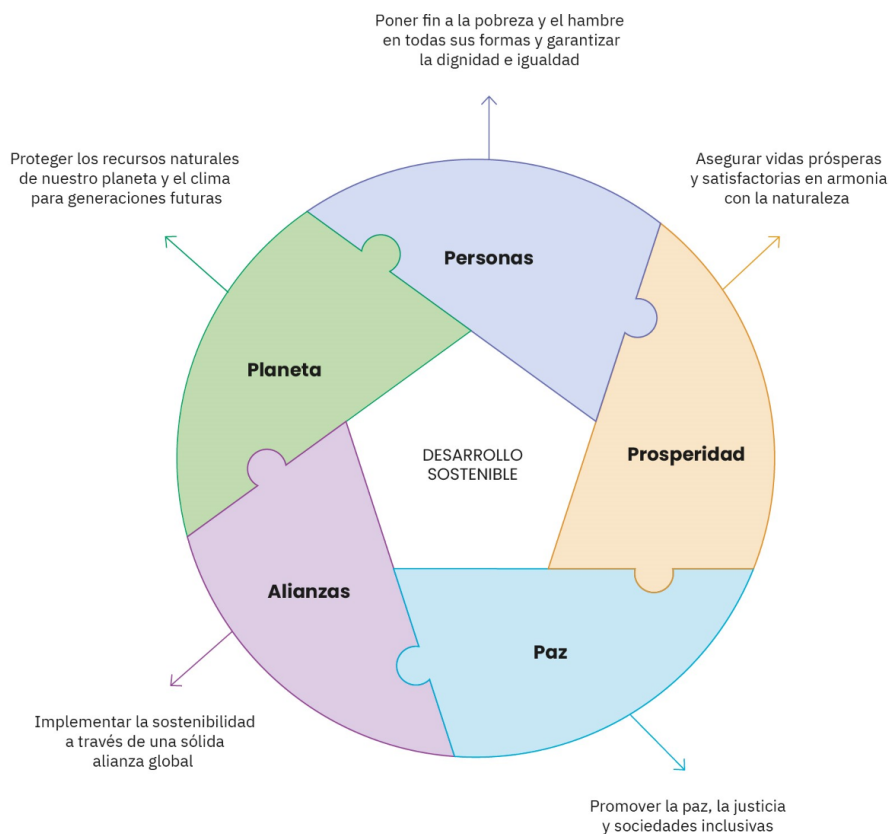 Poner fin a la pobreza y el hambre
en todas sus formas y garantizar
la dignidad e igualdad
Proteger los recursos naturales
de nuestro planeta y el clima
para generaciones futuras
Asegurar vidas prósperas
y satisfactorias en armonia
con la naturaleza
Personas
Planeta
DESARROLLO
SOSTENIBLE
Prosperidad
Alianzas
Paz
Implementar la sostenibilidad
a través de una sólida
alianza global
Promover la paz, la justicia
y sociedades inclusivas